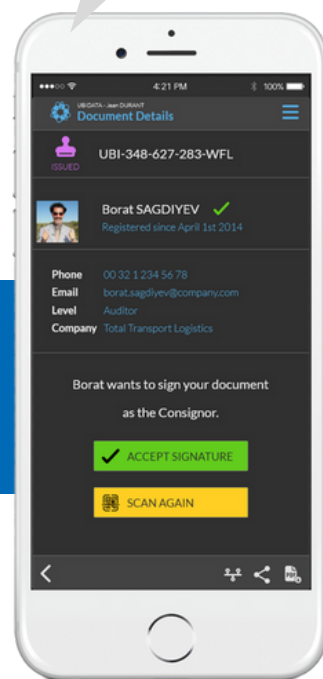 4:21 PM
100%
UBIDATA - Jean DURANT
Document Details
ISSUED
UBI-348-627-283-WFL
Borat SAGDIYEV
Registered since April 1st 2014
Phone 00 32 1 234 56 78
Email borat.sagdiyev@company.com
Level Auditor
Company Total Transport Logistics
Borat wants to sign your document
as the Consignor.
ACCEPT SIGNATURE
SCAN AGAIN